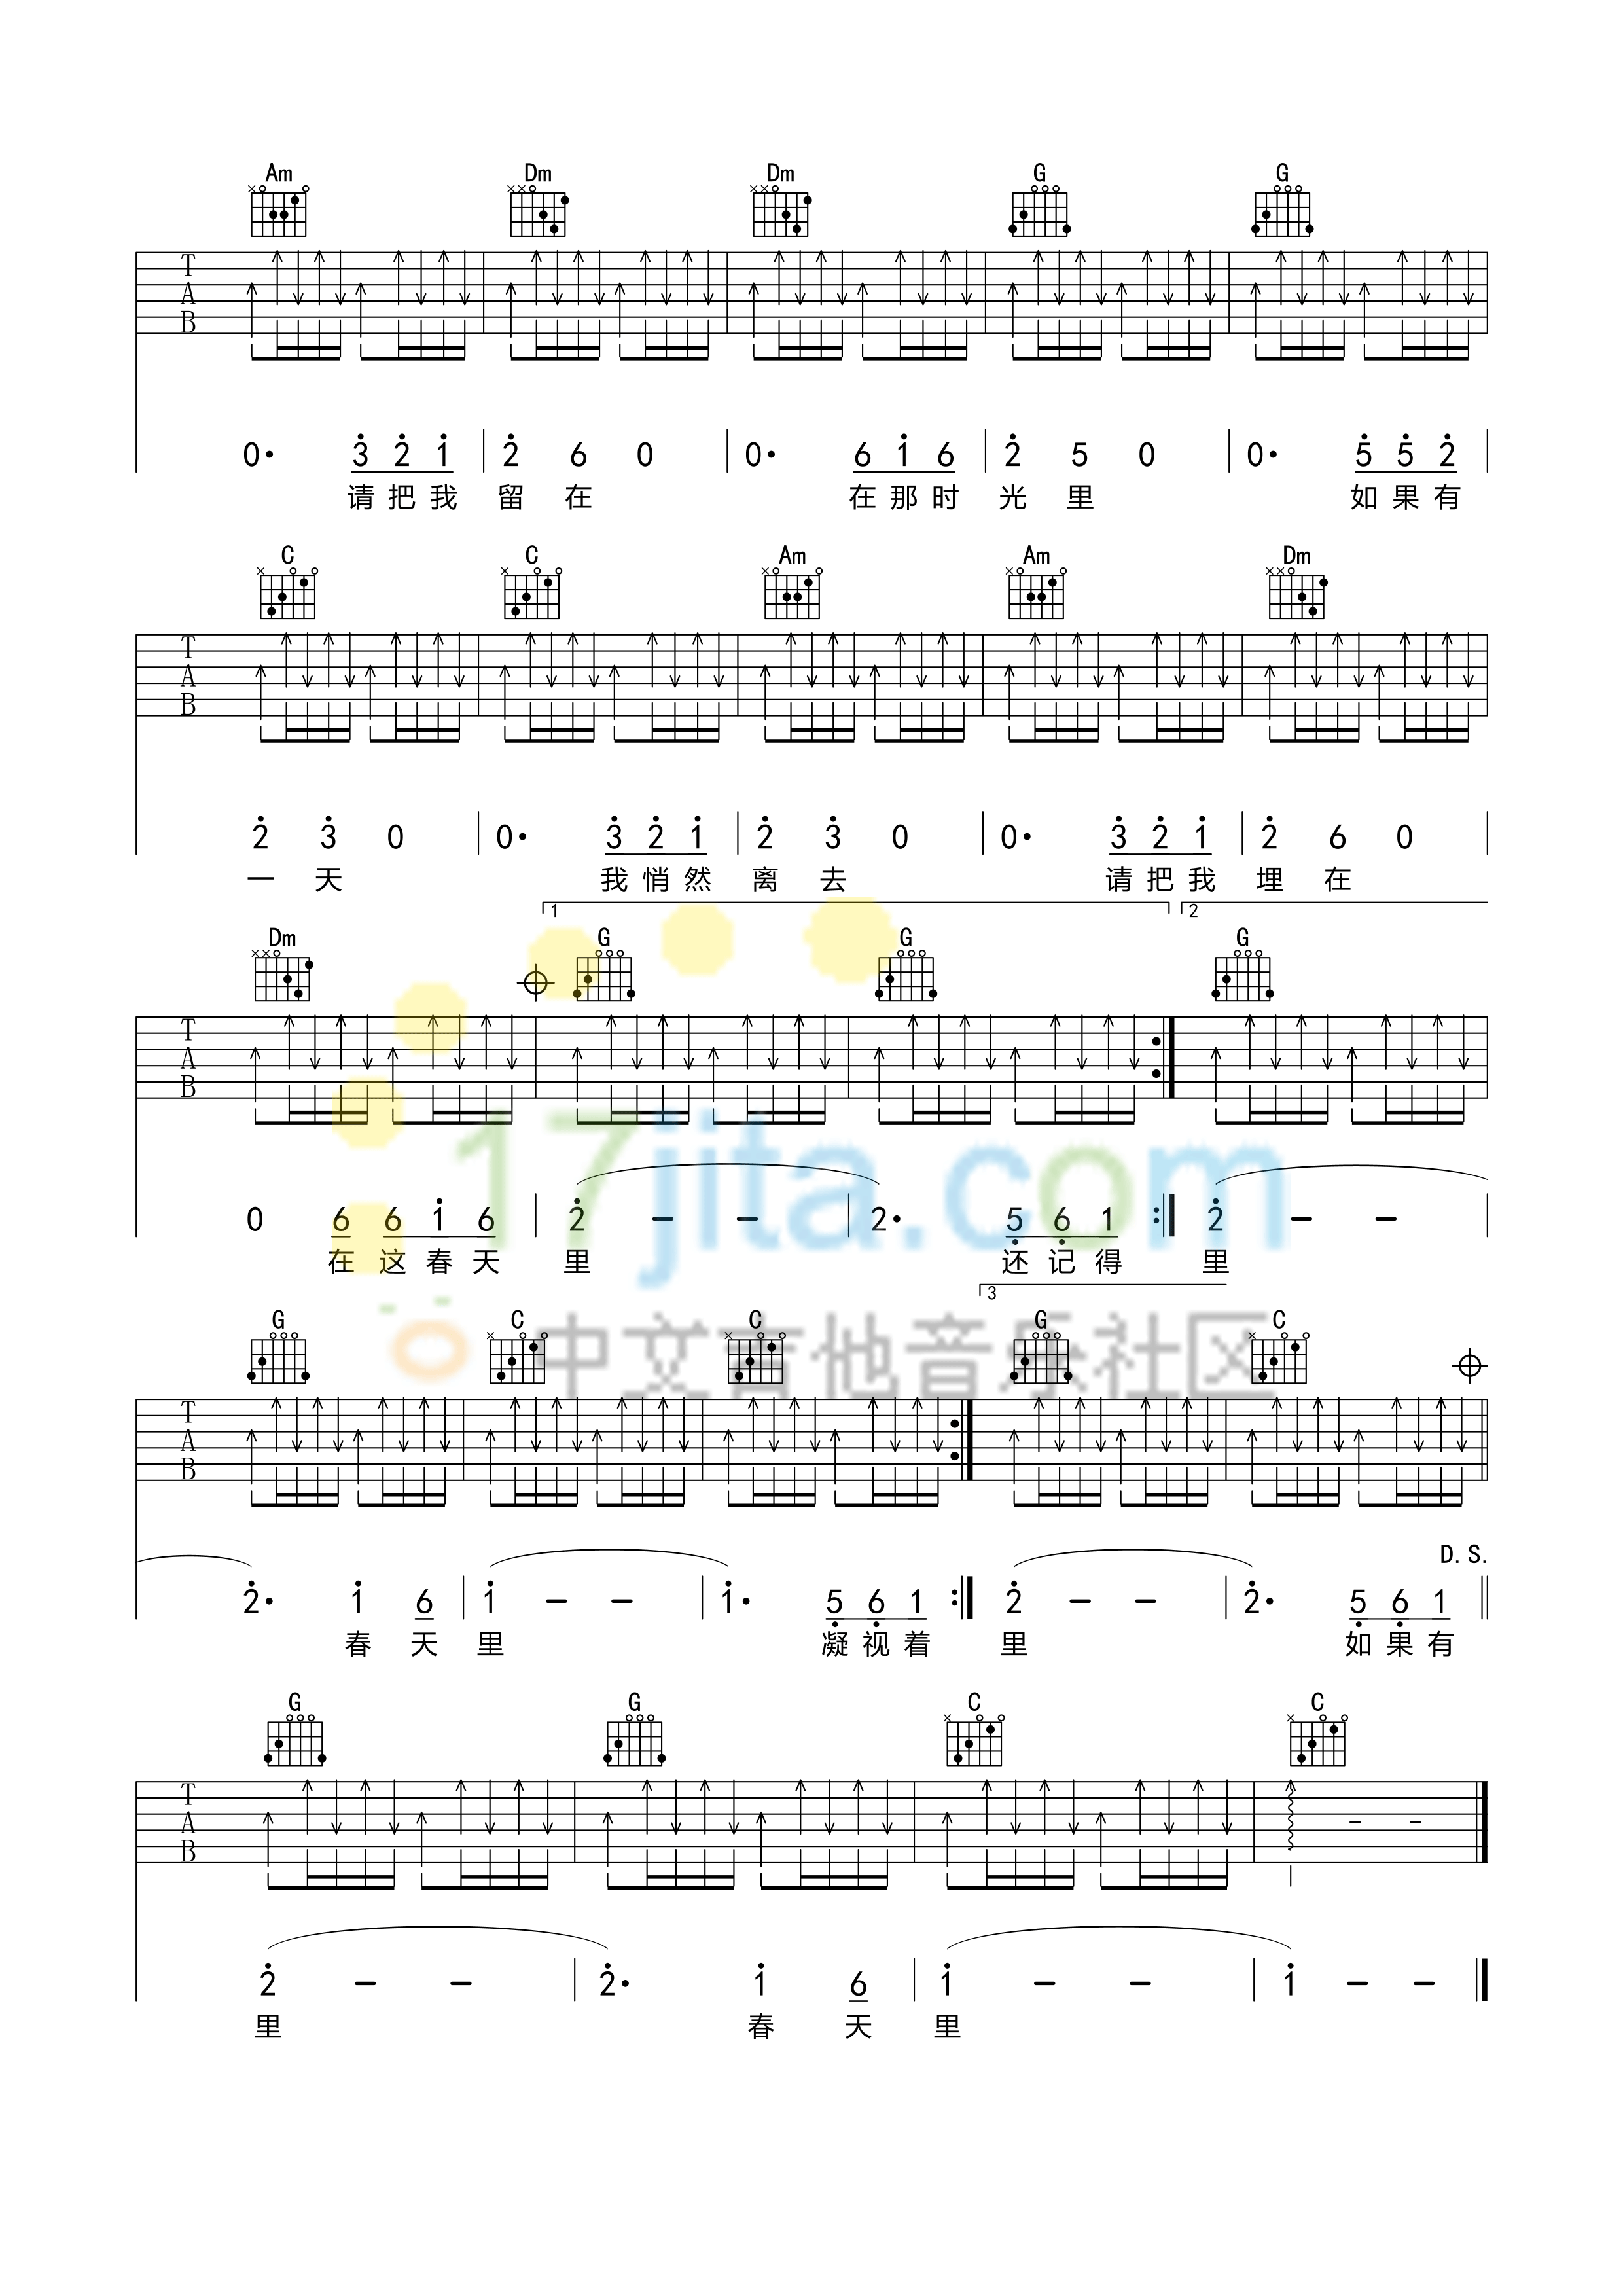 Am Dm Dm G G
T A B
0· 3 2 1 2 6 0 0· 6 1 6 2 5 0 0· 5 5 2
请把我 留在 在那时 光里 如果有
C C Am Am Dm
T A B
2 3 0 0· 3 2 1 2 3 0 0· 3 2 1 2 6 0
一天 我悄然 离去 请把我 埋在
1 2
Dm G G G
T A B
17jita.com
0 6 6 1 6 2 – – 2· 5 6 1 2 – –
在这春天 里 还记得 里
3
中文吉他音乐社区
G C C G C
T A B
D.S.
2· 1 6 1 – – 1· 5 6 1 2 – – 2· 5 6 1
春天 里 凝视着 里 如果有
G G C C
T A B
2 – – 2· 1 6 1 – – 1 – –
里 春天 里